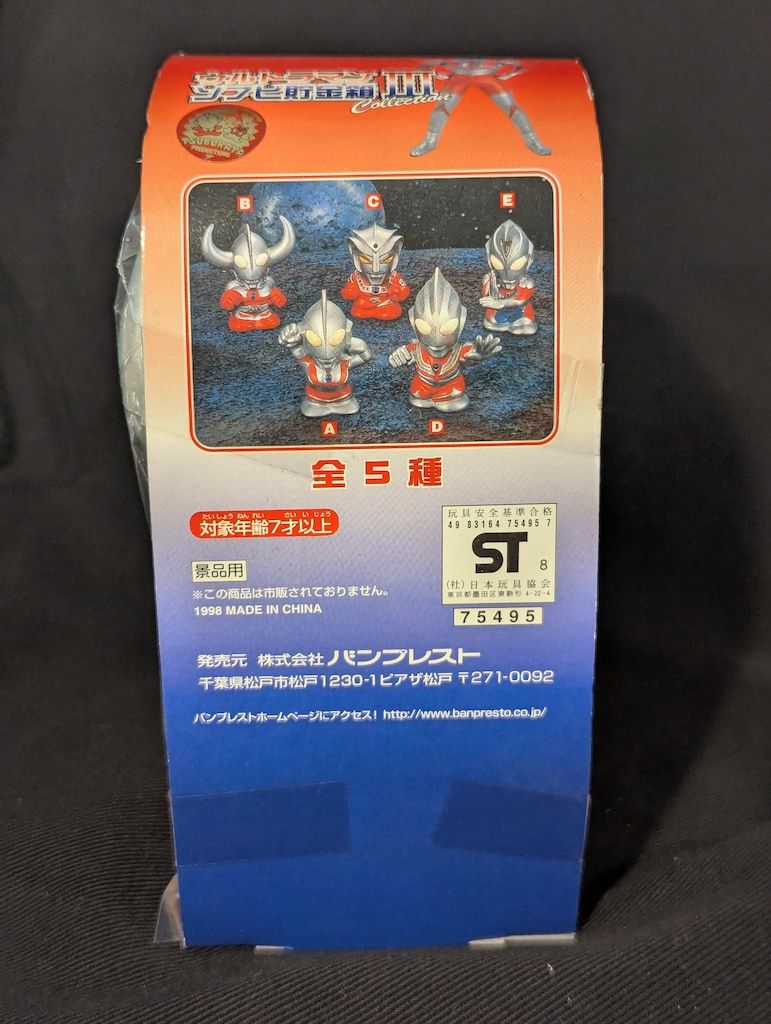 ウルトラマン
ソフビ貯金箱 III
Collection
TSUBURAYA
PRODUCTIONS
B
C
E
A
D
全5種
たいしょう ねん れい さい い じょう
対象年齢7才以上
景品用
※この商品は市販されておりません。
1998 MADE IN CHINA
玩具安全基準合格
49 83164 75495 7
ST 8
(社)日本玩具協会
東京都墨田区東駒形 4-22-4
75495
発売元 株式会社 バンプレスト
千葉県松戸市松戸1230-1ピアザ松戸 〒271-0092
バンプレストホームページにアクセス! http://www.banpresto.co.jp/